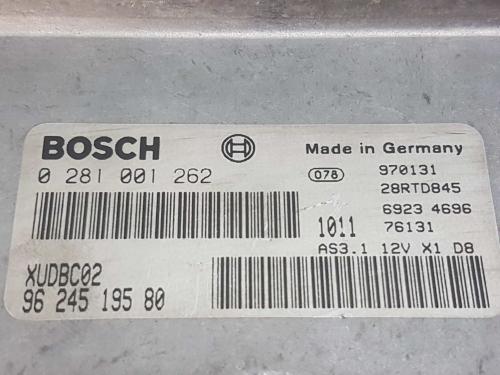 BOSCH
Made in Germany
0 281 001 262
078
970131
28RTD845
6923 4696
1011 76131
AS3.1 12V X1 D8
XUDBC02
96 245 195 80